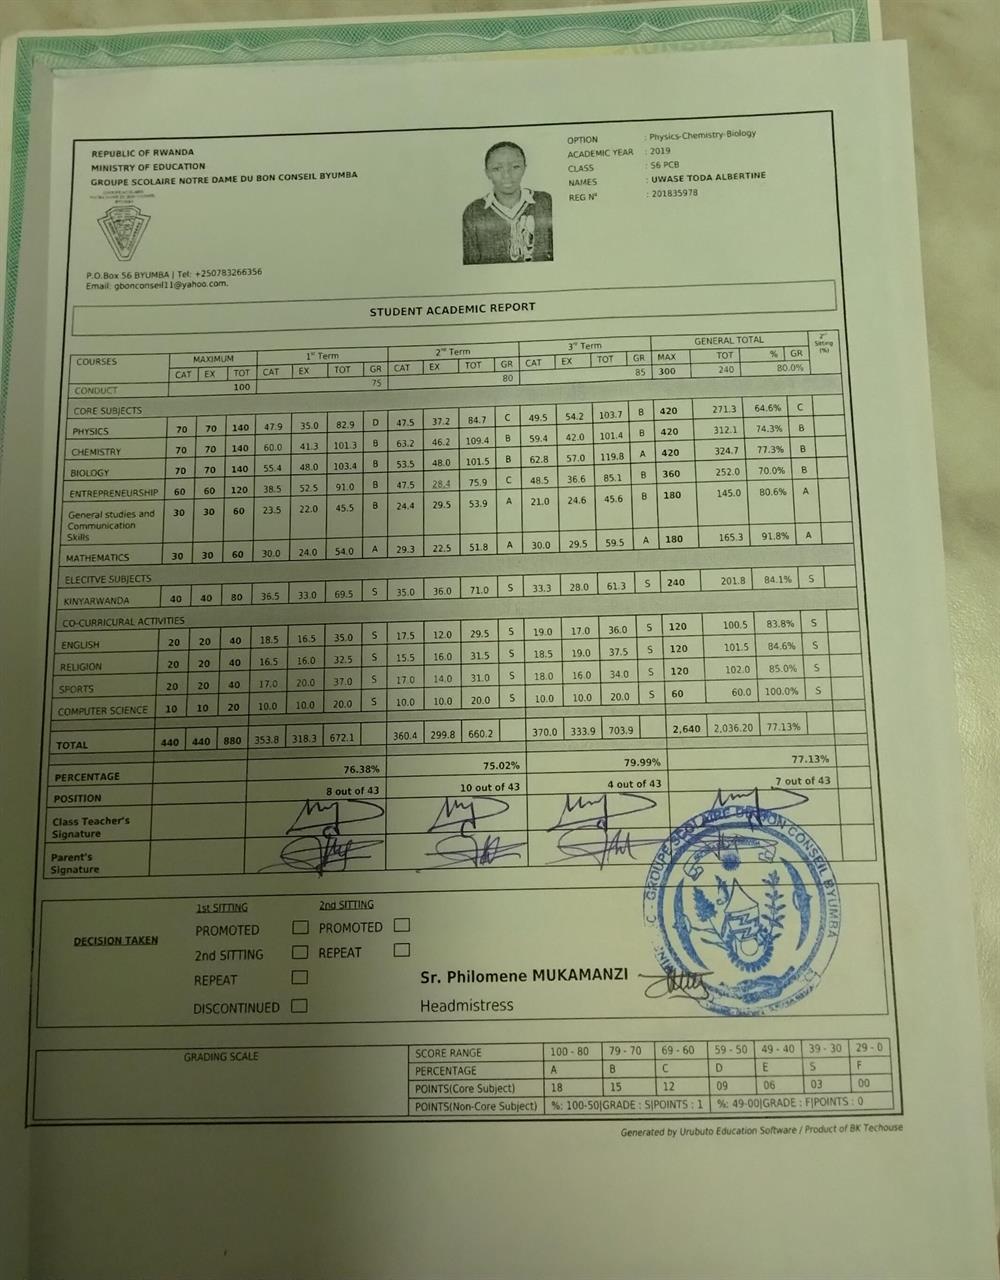 REPUBLIC OF RWANDA
MINISTRY OF EDUCATION
GROUPE SCOLAIRE NOTRE DAME DU BON CONSEIL BYUMBA
P.O.Box 56 BYUMBA | Tel: +250783266356
Email: gbonconseil11@yahoo.com.
OPTION : Physics-Chemistry-Biology
ACADEMIC YEAR : 2019
CLASS : S6 PCB
NAMES : UWASE TODA ALBERTINE
REG N° : 201835978
STUDENT ACADEMIC REPORT
COURSES MAXIMUM 1st Term 2nd Term 3rd Term GENERAL TOTAL 2nd Sitting (%)
CAT EX TOT CAT EX TOT GR CAT EX TOT GR CAT EX TOT GR MAX TOT % GR
CONDUCT 100 75 80 85 300 240 80.0%
CORE SUBJECTS
PHYSICS 70 70 140 47.9 35.0 82.9 D 47.5 37.2 84.7 C 49.5 54.2 103.7 B 420 271.3 64.6% C
CHEMISTRY 70 70 140 60.0 41.3 101.3 B 63.2 46.2 109.4 B 59.4 42.0 101.4 B 420 312.1 74.3% B
BIOLOGY 70 70 140 55.4 48.0 103.4 B 53.5 48.0 101.5 B 62.8 57.0 119.8 A 420 324.7 77.3% B
ENTREPRENEURSHIP 60 60 120 38.5 52.5 91.0 B 47.5 28.4 75.9 C 48.5 36.6 85.1 B 360 252.0 70.0% B
General studies and Communication Skills 30 30 60 23.5 22.0 45.5 B 24.4 29.5 53.9 A 21.0 24.6 45.6 B 180 145.0 80.6% A
MATHEMATICS 30 30 60 30.0 24.0 54.0 A 29.3 22.5 51.8 A 30.0 29.5 59.5 A 180 165.3 91.8% A
ELECITVE SUBJECTS
KINYARWANDA 40 40 80 36.5 33.0 69.5 S 35.0 36.0 71.0 S 33.3 28.0 61.3 S 240 201.8 84.1% S
CO-CURRICURAL ACTIVITIES
ENGLISH 20 20 40 18.5 16.5 35.0 S 17.5 12.0 29.5 S 19.0 17.0 36.0 S 120 100.5 83.8% S
RELIGION 20 20 40 16.5 16.0 32.5 S 15.5 16.0 31.5 S 18.5 19.0 37.5 S 120 101.5 84.6% S
SPORTS 20 20 40 17.0 20.0 37.0 S 17.0 14.0 31.0 S 18.0 16.0 34.0 S 120 102.0 85.0% S
COMPUTER SCIENCE 10 10 20 10.0 10.0 20.0 S 10.0 10.0 20.0 S 10.0 10.0 20.0 S 60 60.0 100.0% S
TOTAL 440 440 880 353.8 318.3 672.1 360.4 299.8 660.2 370.0 333.9 703.9 2,640 2,036.20 77.13%
PERCENTAGE 76.38% 75.02% 79.99% 77.13%
POSITION 8 out of 43 10 out of 43 4 out of 43 7 out of 43
Class Teacher's
Signature
Parent's
Signature
GROUPE SCOLAIRE DU BON CONSEIL BYUMBA
DECISION TAKEN
1st SITTING 2nd SITTING
PROMOTED PROMOTED
2nd SITTING REPEAT
REPEAT
DISCONTINUED
Sr. Philomene MUKAMANZI
Headmistress
GRADING SCALE
SCORE RANGE 100 - 80 79 - 70 69 - 60 59 - 50 49 - 40 39 - 30 29 - 0
PERCENTAGE A B C D E S F
POINTS(Core Subject) 18 15 12 09 06 03 00
POINTS(Non-Core Subject) %: 100-50|GRADE : S|POINTS : 1 %: 49-00|GRADE : F|POINTS : 0
Generated by Urubuto Education Software / Product of BK Techouse